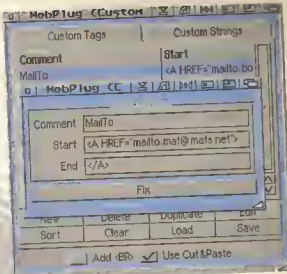 MobPlug (Custom
Custom Tags Custom Strings
Comment Start
MailTo <A HREF="mailto.bo
MobPlug (C
Comment MailTo
Start <A HREF="mailto.mat@mats net">
End </A>
Fix
New Delete Duplicate Edit
Sort Clear Load Save
Add <BR> Use Cut&Paste